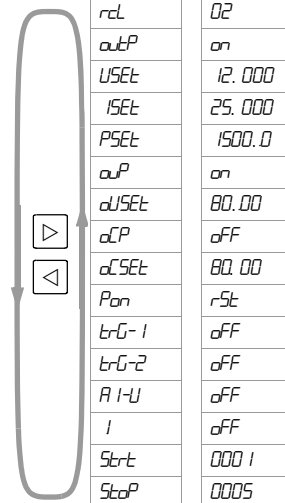 rcL 02
outP on
USEt 12.000
ISEt 25.000
PSEt 1500.0
ouP on
oUSEt 80.00
oCP oFF
oCSEt 80.00
Pon rSt
trG-1 oFF
trG-2 oFF
A I-U oFF
I oFF
Strt 0001
StoP 0005